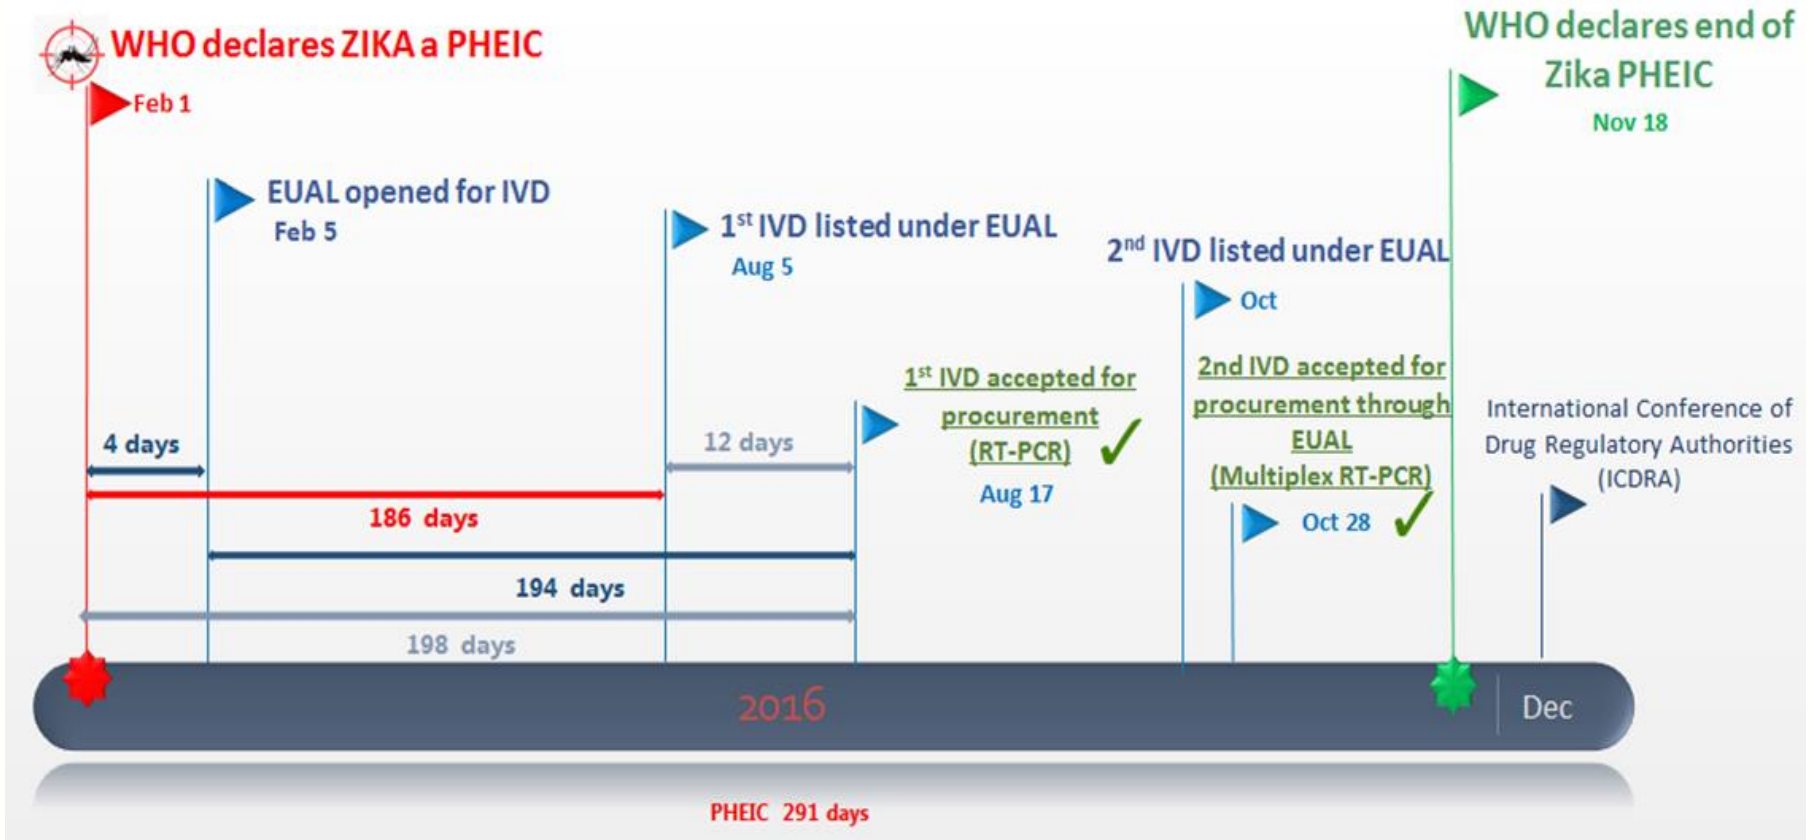 WHO declares ZIKA a PHEIC
Feb 1
WHO declares end of
Zika PHEIC
Nov 18
EUAL opened for IVD
Feb 5
1st IVD listed under EUAL
Aug 5
2nd IVD listed under EUAL
Oct
1st IVD accepted for
procurement
(RT-PCR)
Aug 17
2nd IVD accepted for
procurement through
EUAL
(Multiplex RT-PCR)
Oct 28
International Conference of
Drug Regulatory Authorities
(ICDRA)
4 days
12 days
186 days
194 days
198 days
2016
Dec
PHEIC 291 days